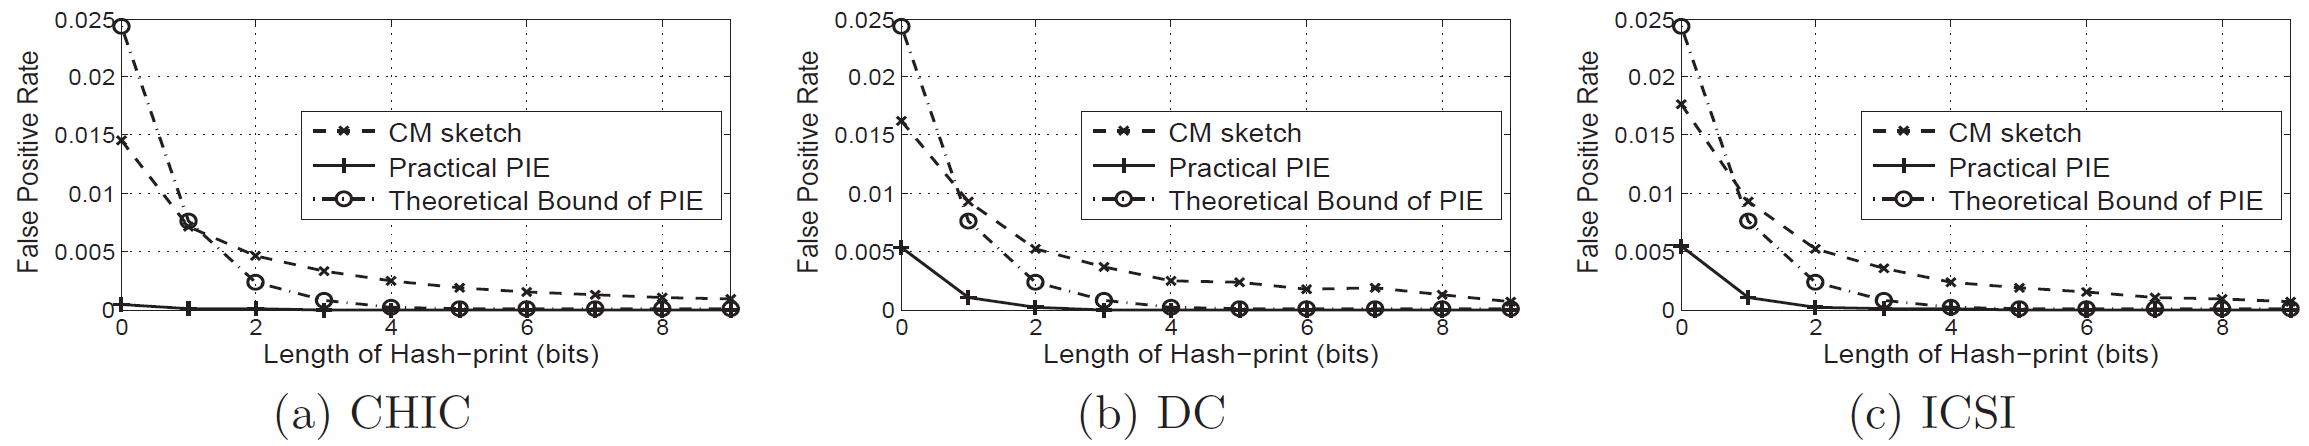 False Positive Rate
0.025
0.02
0.015
0.01
0.005
0
CM sketch
Practical PIE
Theoretical Bound of PIE
0 2 4 6 8
Length of Hash-print (bits)
(a) CHIC
False Positive Rate
0.025
0.02
0.015
0.01
0.005
0
CM sketch
Practical PIE
Theoretical Bound of PIE
0 2 4 6 8
Length of Hash-print (bits)
(b) DC
False Positive Rate
0.025
0.02
0.015
0.01
0.005
0
CM sketch
Practical PIE
Theoretical Bound of PIE
0 2 4 6 8
Length of Hash-print (bits)
(c) ICSI